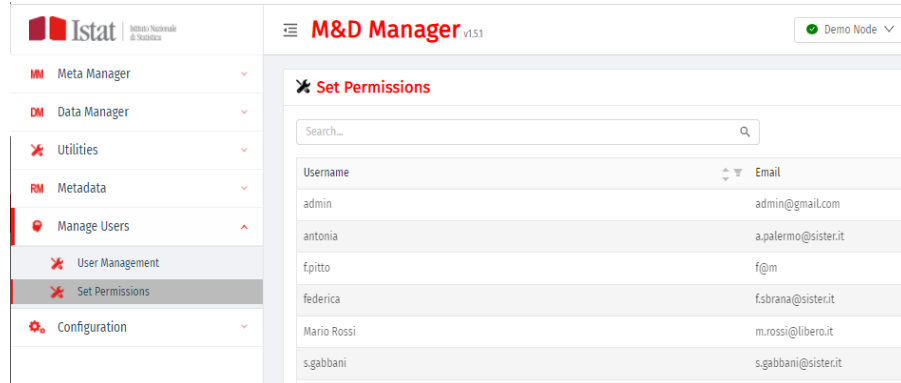 Istat
Istituto Nazionale
di Statistica
M&D Manager v1.5.1
Demo Node
MM Meta Manager
DM Data Manager
Utilities
RM Metadata
Manage Users
User Management
Set Permissions
Configuration
Set Permissions
Search...
Username Email
admin admin@gmail.com
antonia a.palermo@sister.it
f.pitto f@m
federica f.sbrana@sister.it
Mario Rossi m.rossi@libero.it
s.gabbani s.gabbani@sister.it